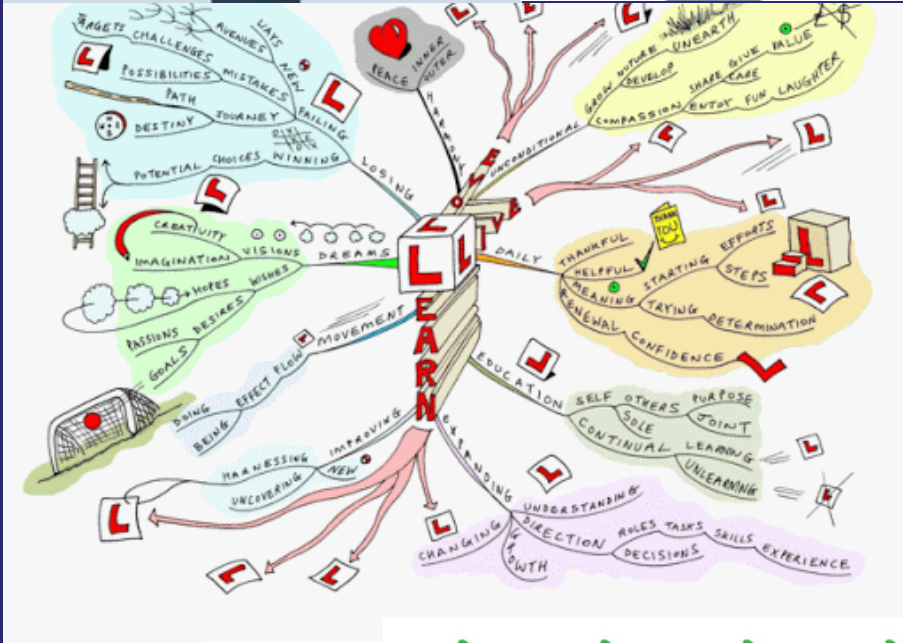 TARGETS
CHALLENGES
POSSIBILITIES
MISTAKES
AVENUES
WAYS
NEW
FAILING
PATH
DESTINY
JOURNEY
POTENTIAL
CHOICES
WINNING
LOSING
PEACE
INNER
OUTER
HARMONY
UNCONDITIONAL
GROW
NUTURE
UNEARTH
DEVELOP
COMPASSION
SHARE
GIVE
VALUE
CARE
ENJOY
FUN
LAUGHTER
L
LOVE
LIVE
LEARN
DREAMS
VISIONS
CREATIVITY
IMAGINATION
WISHES
HOPES
DESIRES
PASSIONS
GOALS
DAILY
THANKFUL
THANK
YOU
HELPFUL
MEANING
STARTING
EFFORTS
STEPS
TRYING
DETERMINATION
RENEWAL
CONFIDENCE
MOVEMENT
FLOW
EFFECT
DOING
BEING
EDUCATION
SELF
OTHERS
PURPOSE
JOINT
SOLE
CONTINUAL
LEARNING
UNLEARNING
IMPROVING
HARNESSING
NEW
UNCOVERING
EXPANDING
UNDERSTANDING
DIRECTION
ROLES
TASKS
SKILLS
EXPERIENCE
DECISIONS
CHANGING
GROWTH